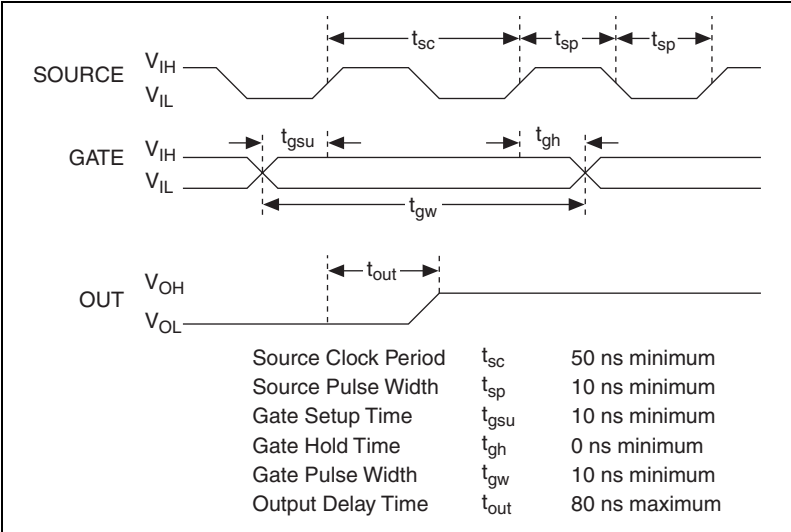 t_sc t_sp t_sp
SOURCE V_IH
V_IL
t_gsu t_gh
GATE V_IH
V_IL
t_gw
t_out
OUT V_OH
V_OL
Source Clock Period t_sc 50 ns minimum
Source Pulse Width t_sp 10 ns minimum
Gate Setup Time t_gsu 10 ns minimum
Gate Hold Time t_gh 0 ns minimum
Gate Pulse Width t_gw 10 ns minimum
Output Delay Time t_out 80 ns maximum